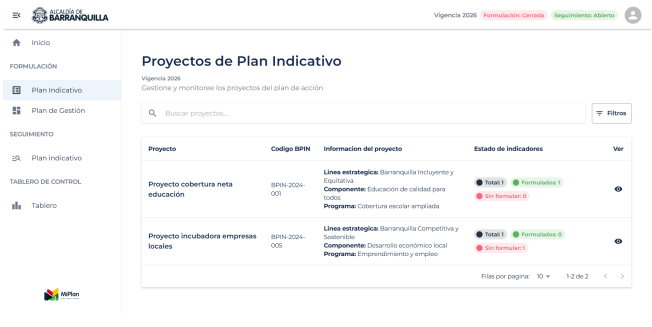 ALCALDÍA DE
BARRANQUILLA
Vigencia 2026 Formulación: Cerrada Seguimiento: Abierto
Inicio
FORMULACIÓN
Plan Indicativo
Plan de Gestión
SEGUIMIENTO
Plan indicativo
TABLERO DE CONTROL
Tablero
MiPlan
Proyectos de Plan Indicativo
Vigencia 2026
Gestione y monitoree los proyectos del plan de acción
Buscar proyectos...
Filtros
Proyecto Codigo BPIN Informacion del proyecto Estado de indicadores Ver
Proyecto cobertura neta
educación
BPIN-2024-
001
Linea estrategica: Barranquilla Incluyente y
Equitativa
Componente: Educación de calidad para
todos
Programa: Cobertura escolar ampliada
Total: 1 Formulados: 1
Sin formular: 0
Proyecto incubadora empresas
locales
BPIN-2024-
005
Linea estrategica: Barranquilla Competitiva y
Sostenible
Componente: Desarrollo económico local
Programa: Emprendimiento y empleo
Total: 1 Formulados: 0
Sin formular: 1
Filas por pagina: 10 1-2 de 2